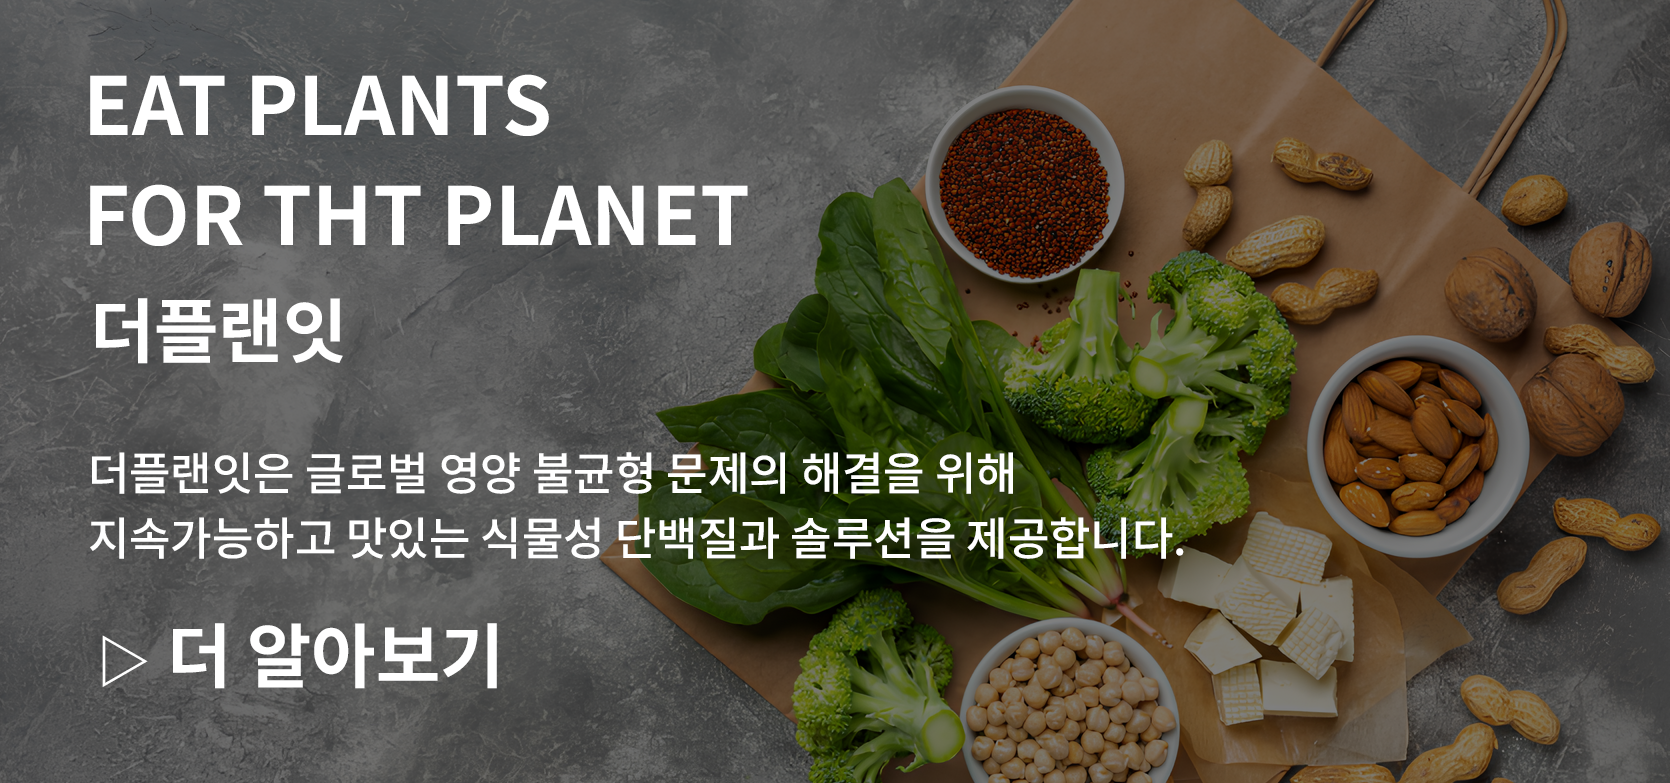 EAT PLANTS
FOR THT PLANET
더플랜잇
더플랜잇은 글로벌 영양 불균형 문제의 해결을 위해
지속가능하고 맛있는 식물성 단백질과 솔루션을 제공합니다.
▷ 더 알아보기